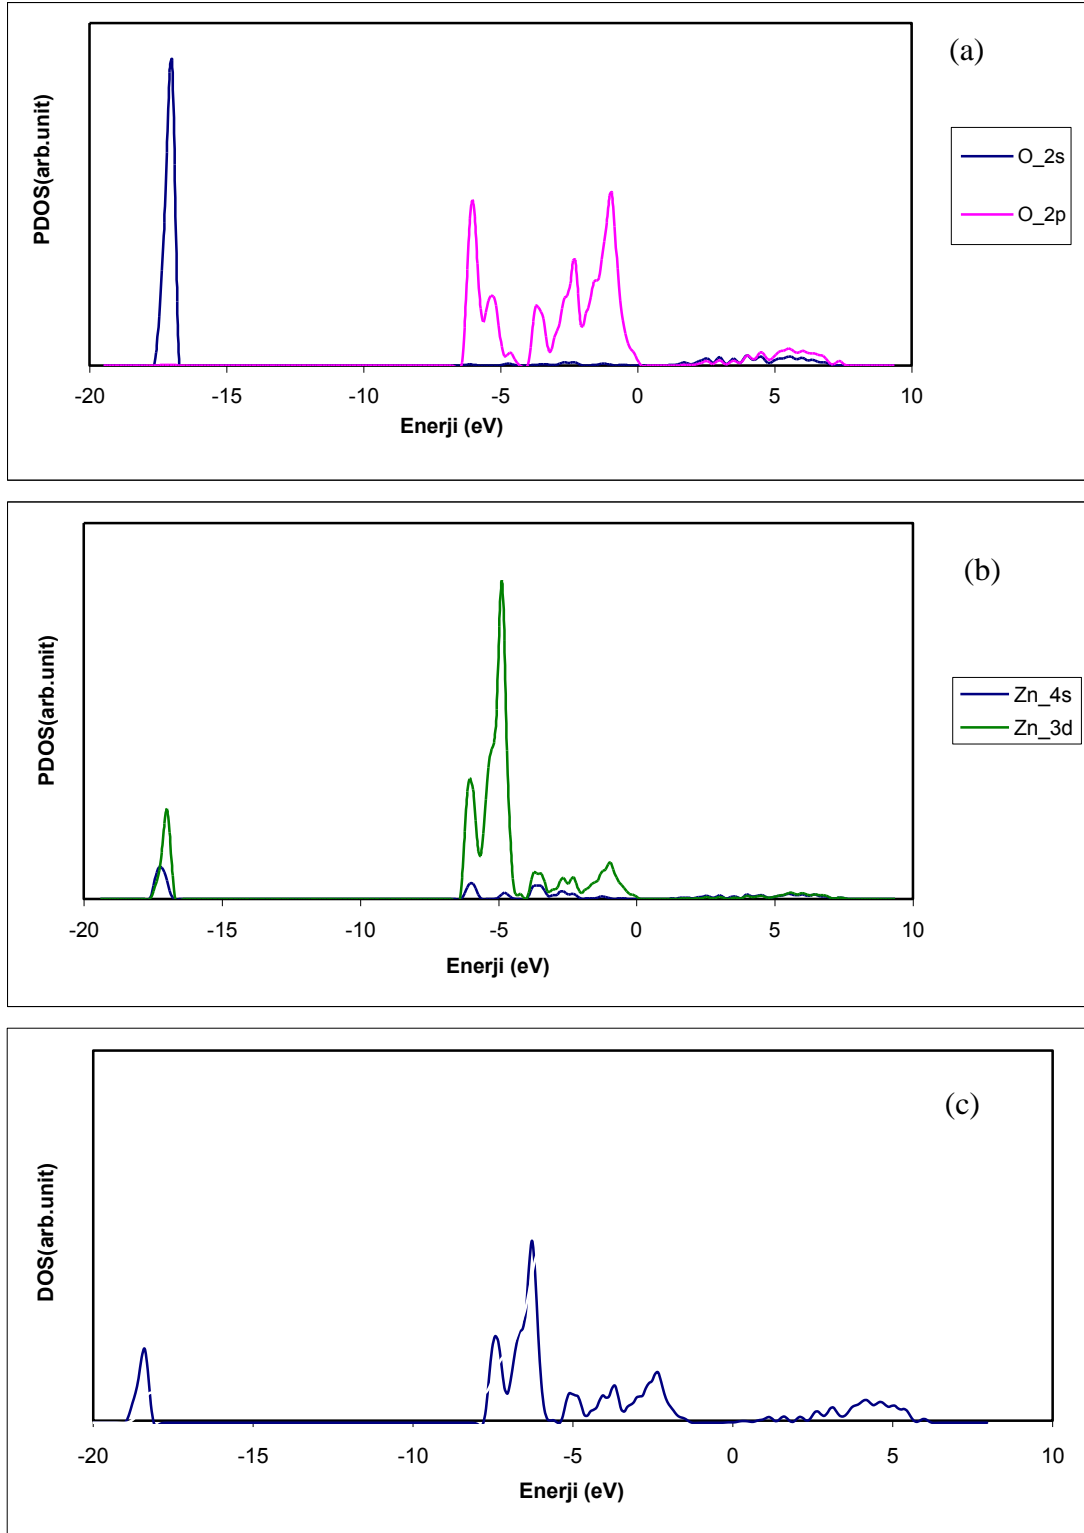 (a)
PDOS(arb.unit)
O_2s
O_2p
-20 -15 -10 -5 0 5 10
Enerji (eV)
(b)
PDOS(arb.unit)
Zn_4s
Zn_3d
-20 -15 -10 -5 0 5 10
Enerji (eV)
(c)
DOS(arb.unit)
-20 -15 -10 -5 0 5 10
Enerji (eV)